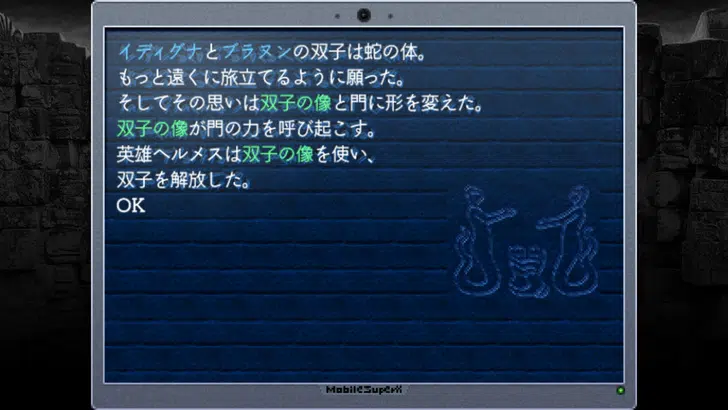 イディグナとブラヌンの双子は蛇の体。
もっと遠くに旅立てるように願った。
そしてその思いは双子の像と門に形を変えた。
双子の像が門の力を呼び起こす。
英雄ヘルメスは双子の像を使い、
双子を解放した。
OK
MobileSuperX